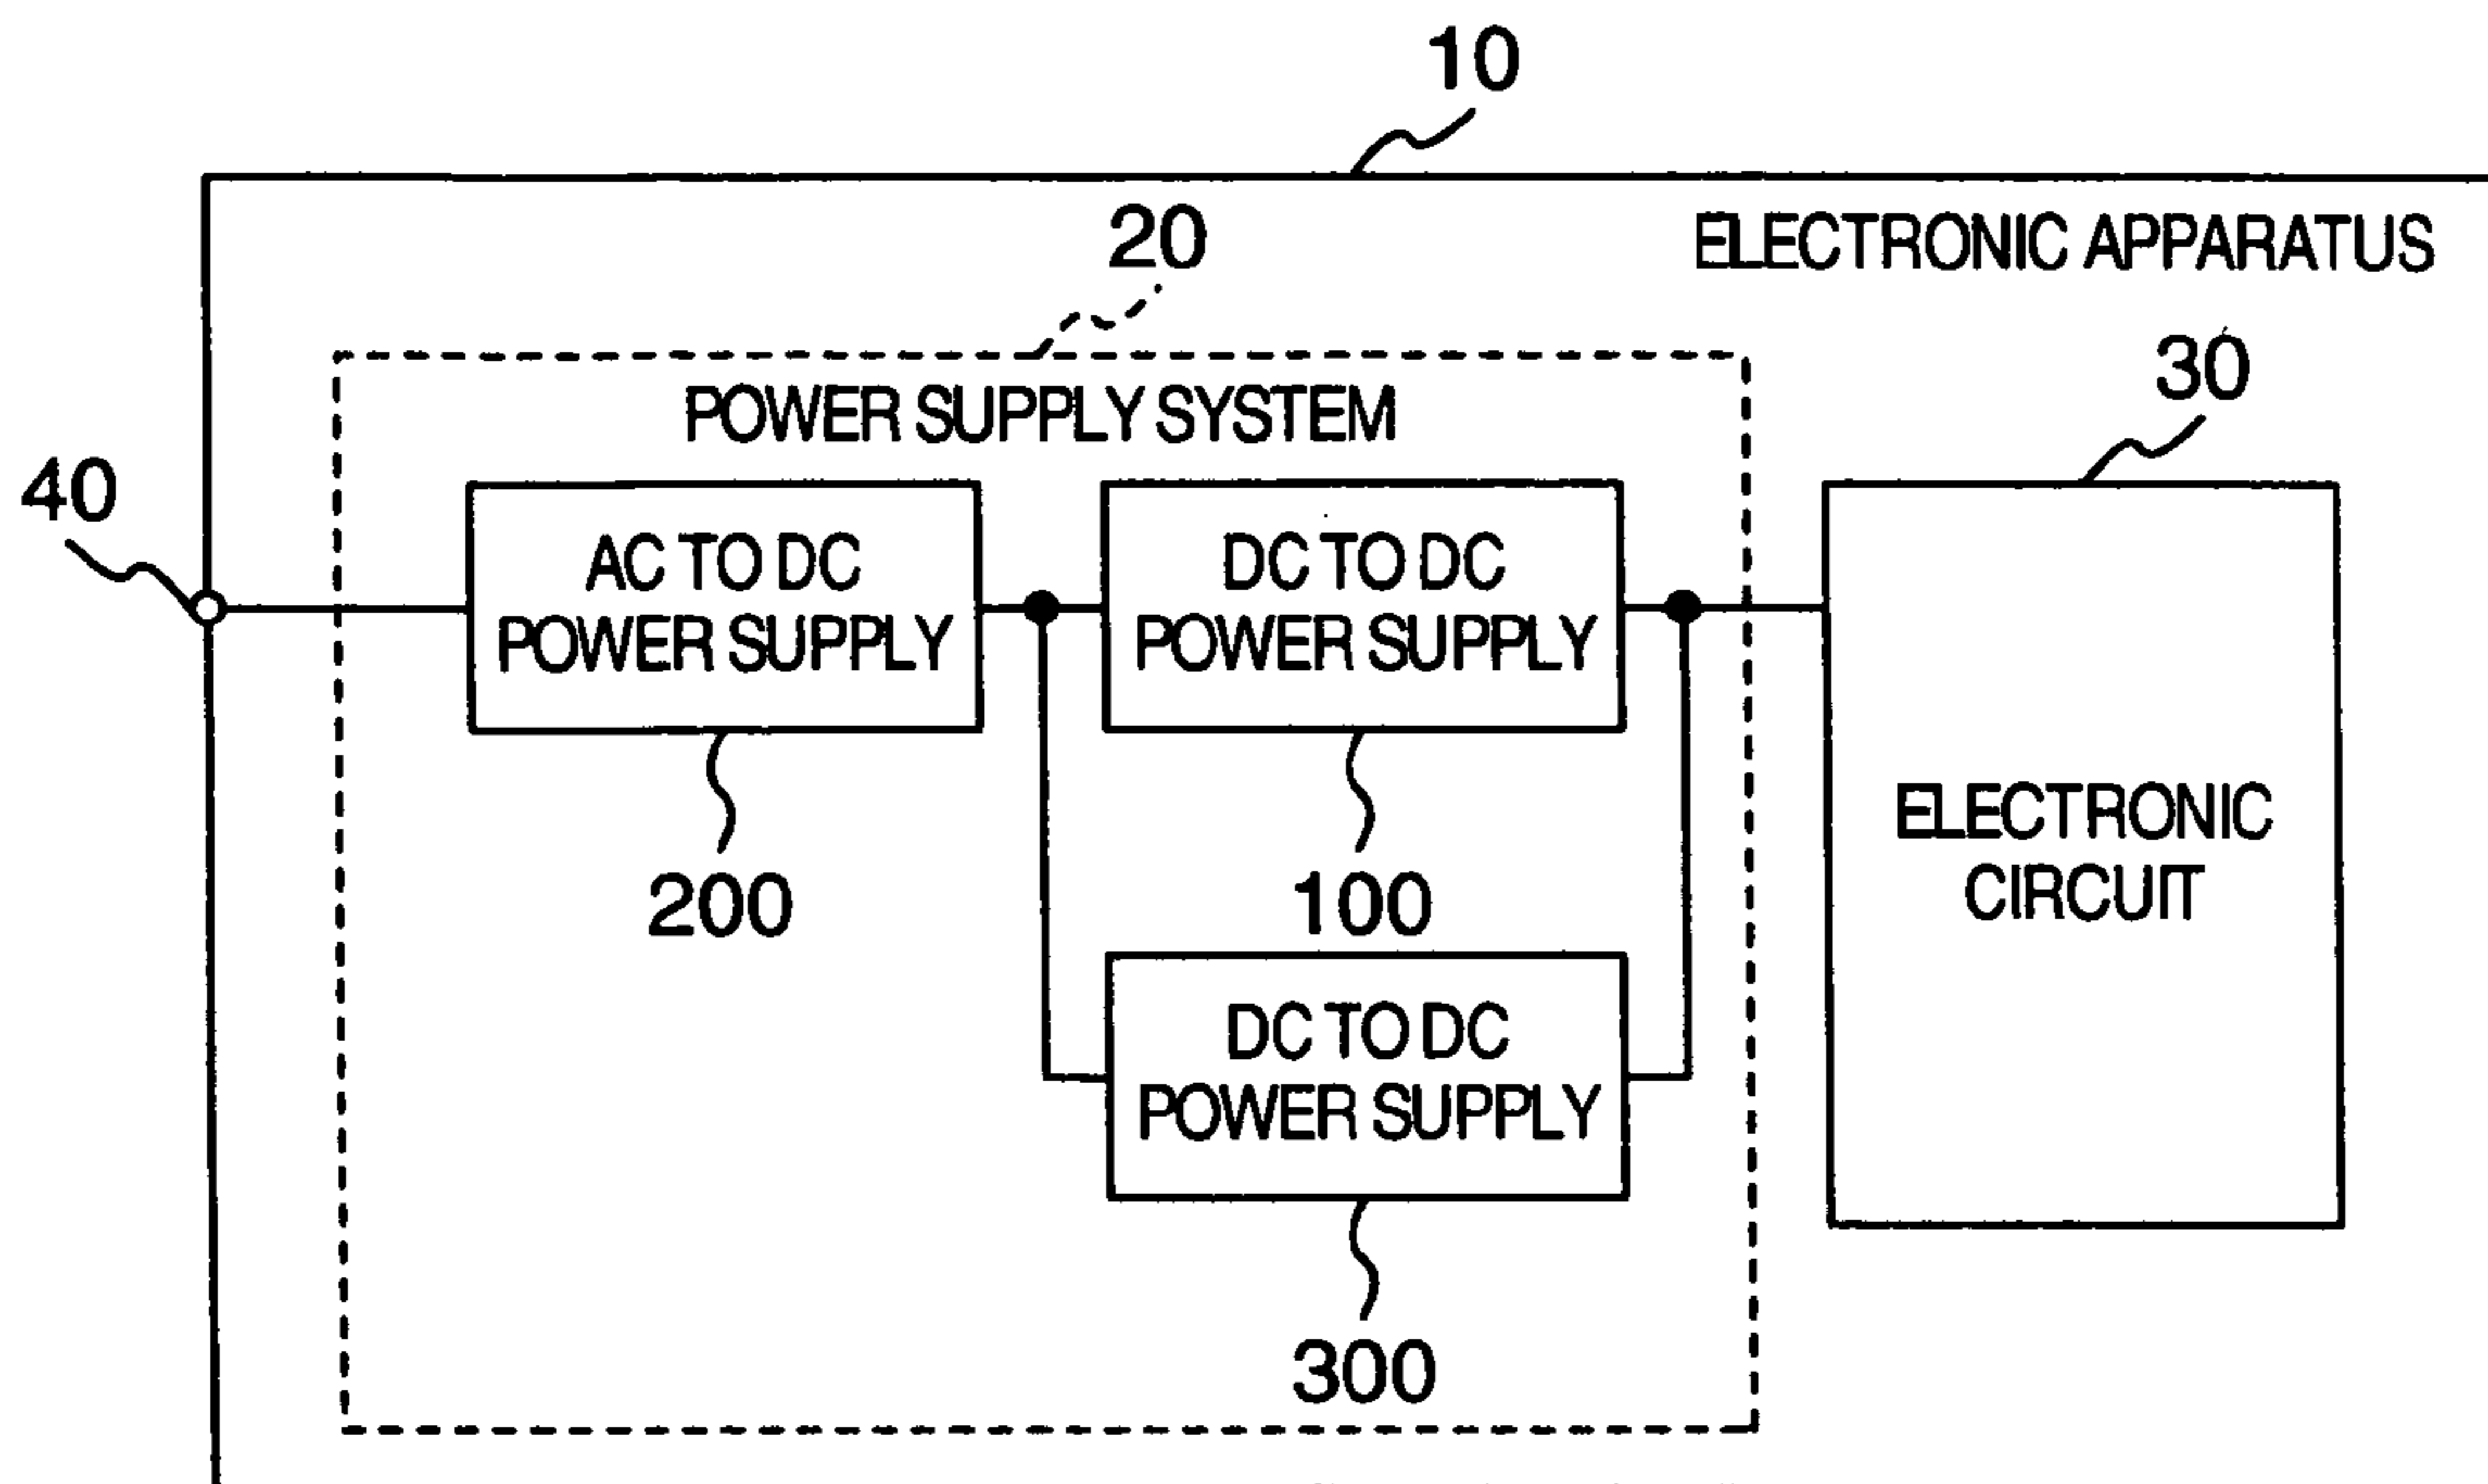 10
20
ELECTRONIC APPARATUS
30
POWER SUPPLY SYSTEM
40
AC TO DC
POWER SUPPLY
DC TO DC
POWER SUPPLY
200
100
ELECTRONIC
CIRCUIT
DC TO DC
POWER SUPPLY
300